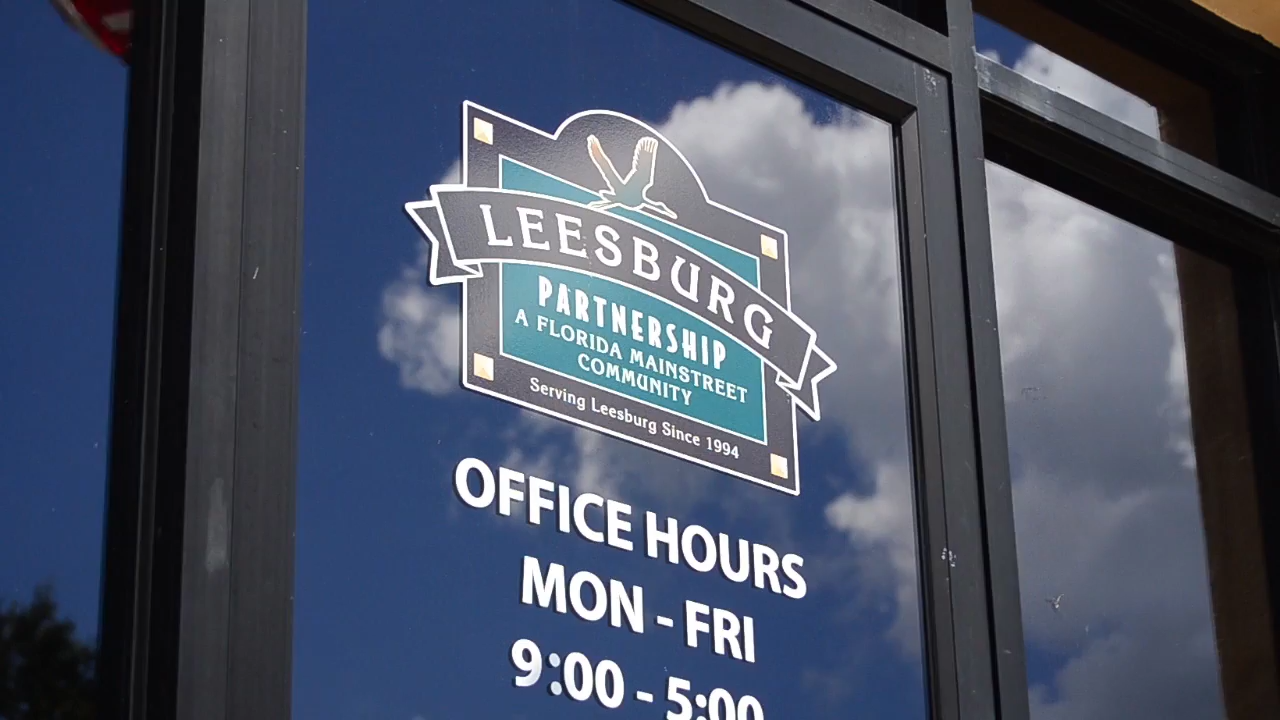 LEESBURG
PARTNERSHIP
A FLORIDA MAINSTREET
COMMUNITY
Serving Leesburg Since 1994
OFFICE HOURS
MON - FRI
9:00 - 5:00